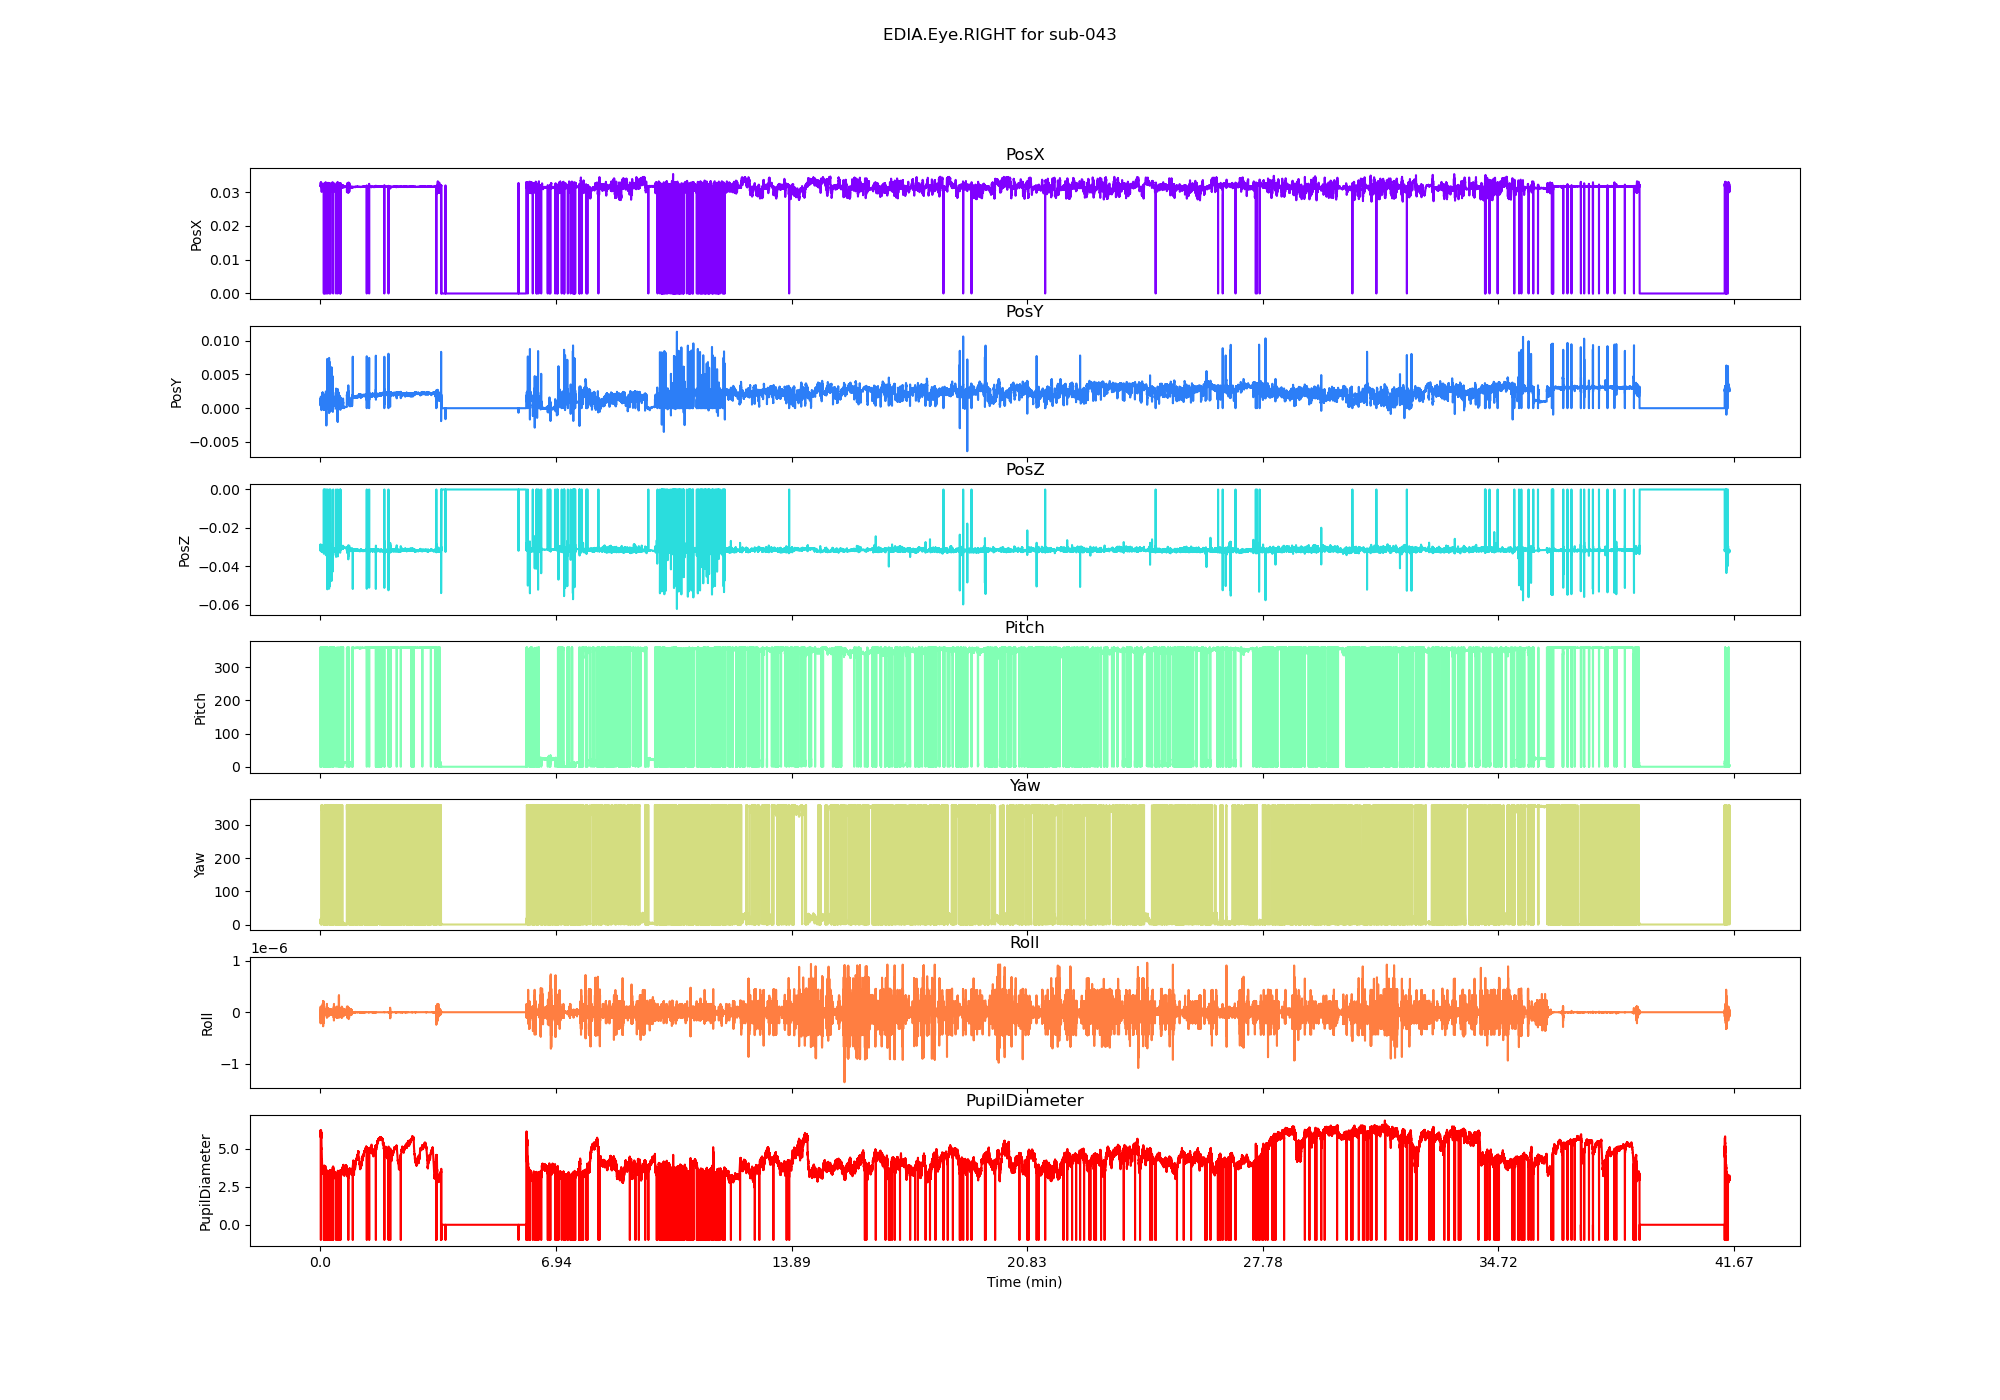 EDIA.Eye.RIGHT for sub-043
PosX
PosX
0.03
0.02
0.01
0.00
PosY
PosY
0.010
0.005
0.000
−0.005
PosZ
PosZ
0.00
−0.02
−0.04
−0.06
Pitch
Pitch
300
200
100
0
Yaw
Yaw
300
200
100
0
1e−6
Roll
Roll
1
0
−1
PupilDiameter
PupilDiameter
5.0
2.5
0.0
0.0 6.94 13.89 20.83 27.78 34.72 41.67
Time (min)